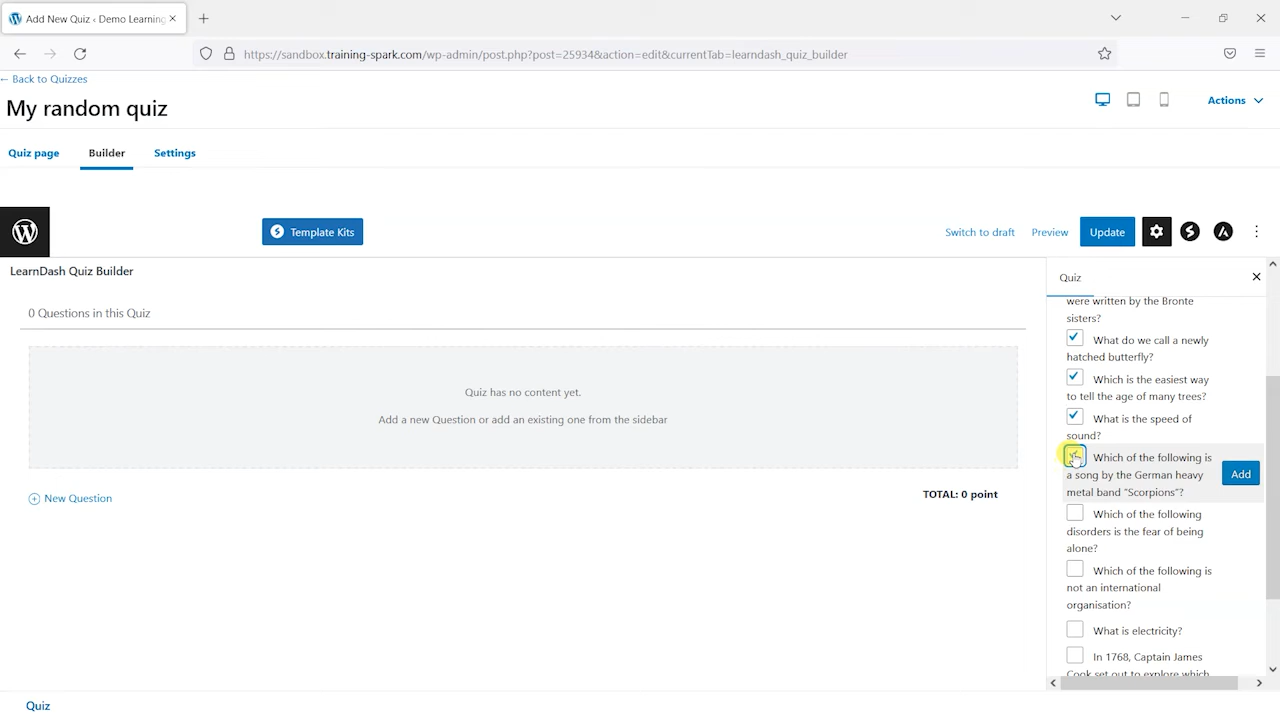 Add New Quiz ‹ Demo Learning
https://sandbox.training-spark.com/wp-admin/post.php?post=25934&action=edit&currentTab=learndash_quiz_builder
← Back to Quizzes
My random quiz
Actions
Quiz page
Builder
Settings
Template Kits
Switch to draft
Preview
Update
LearnDash Quiz Builder
Quiz
0 Questions in this Quiz
were written by the Bronte
sisters?
What do we call a newly
hatched butterfly?
Which is the easiest way
to tell the age of many trees?
What is the speed of
sound?
Which of the following is
a song by the German heavy
metal band "Scorpions"?
Add
Which of the following
disorders is the fear of being
alone?
Which of the following is
not an international
organisation?
What is electricity?
In 1768, Captain James
Cook set out to explore which
Quiz has no content yet.
Add a new Question or add an existing one from the sidebar
New Question
TOTAL: 0 point
Quiz